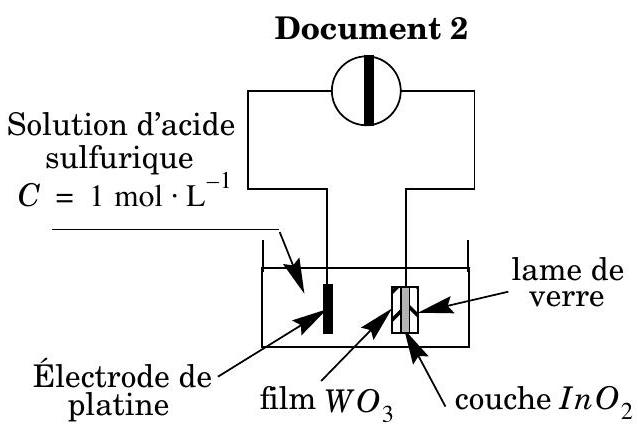 Document 2
Solution d'acide
sulfurique
C = 1 mol · L⁻¹
lame de
verre
Électrode de
platine
film WO₃
couche InO₂